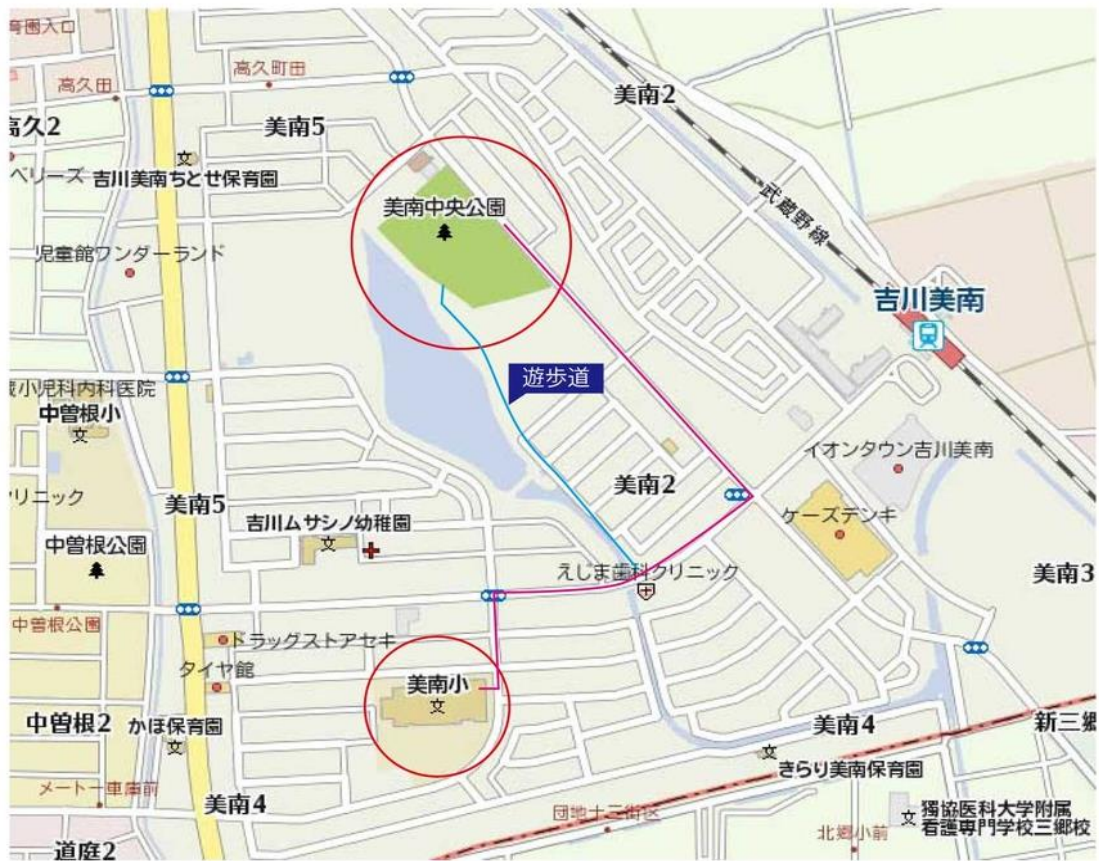 育園入口
高久町田
高久田
美南2
高久2
美南5
ベリーズ
吉川美南ちとせ保育園
美南中央公園
武蔵野線
児童館ワンダーランド
吉川美南
遊歩道
蔵小児科内科医院
中曽根小
文
イオンタウン吉川美南
美南2
クリニック
美南5
ケーズデンキ
吉川ムサシノ幼稚園
文
中曽根公園
えじま歯科クリニック
美南3
中曽根公園
ドラッグストアセキ
タイヤ館
美南小
文
中曽根2
かほ保育園
文
美南4
新三郷
文
きらり美南保育園
メートー車庫前
美南4
団地十三街区
文
獨協医科大学附属
看護専門学校三郷校
北郷小前
道庭2